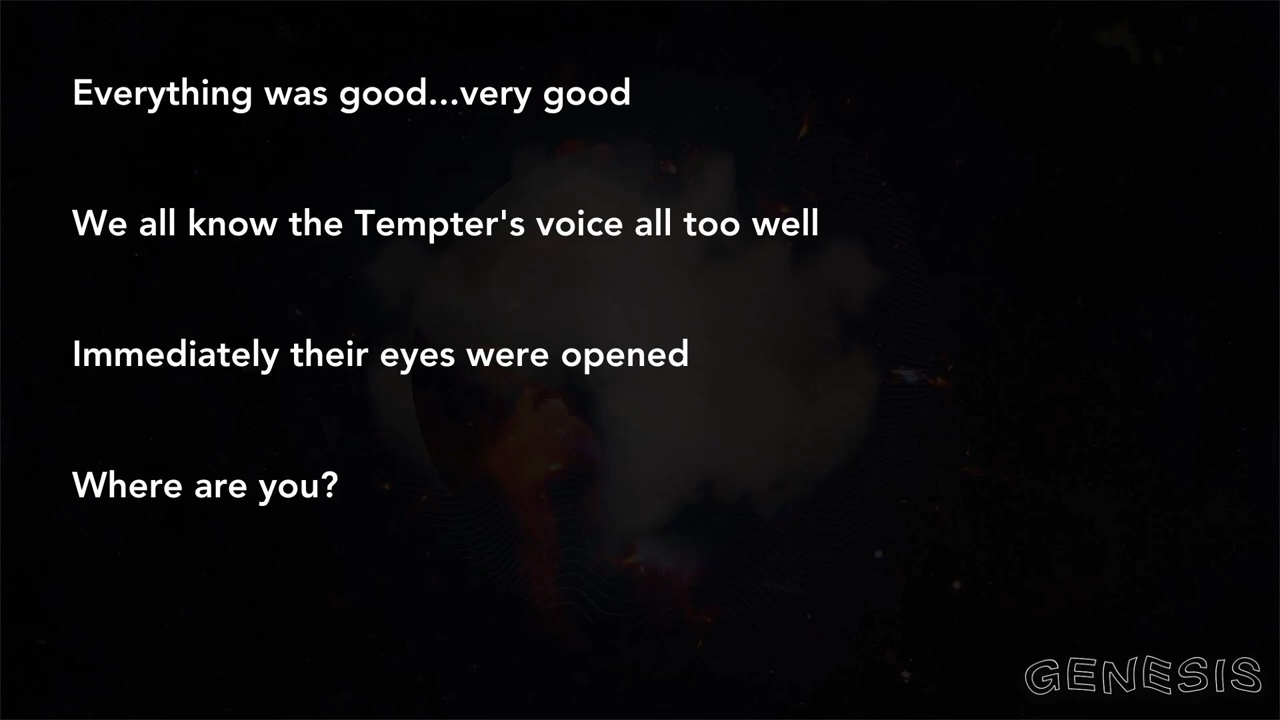 Everything was good...very good
We all know the Tempter's voice all too well
Immediately their eyes were opened
Where are you?
GENESIS